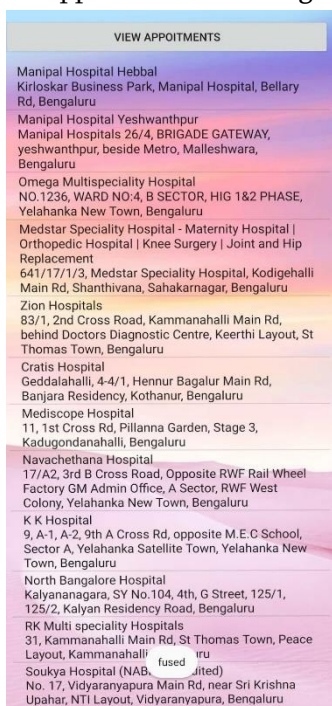 VIEW APPOITMENTS
Manipal Hospital Hebbal
Kirloskar Business Park, Manipal Hospital, Bellary
Rd, Bengaluru
Manipal Hospital Yeshwanthpur
Manipal Hospitals 26/4, BRIGADE GATEWAY,
yeshwanthpur, beside Metro, Malleshwara,
Bengaluru
Omega Multispeciality Hospital
NO.1236, WARD NO:4, B SECTOR, HIG 1&2 PHASE,
Yelahanka New Town, Bengaluru
Medstar Speciality Hospital - Maternity Hospital |
Orthopedic Hospital | Knee Surgery | Joint and Hip
Replacement
641/17/1/3, Medstar Speciality Hospital, Kodigehalli
Main Rd, Shanthivana, Sahakarnagar, Bengaluru
Zion Hospitals
83/1, 2nd Cross Road, Kammanahalli Main Rd,
behind Doctors Diagnostic Centre, Keerthi Layout, St
Thomas Town, Bengaluru
Cratis Hospital
Geddalahalli, 4-4/1, Hennur Bagalur Main Rd,
Banjara Residency, Kothanur, Bengaluru
Mediscope Hospital
11, 1st Cross Rd, Pillanna Garden, Stage 3,
Kadugondanahalli, Bengaluru
Navachethana Hospital
17/A2, 3rd B Cross Road, Opposite RWF Rail Wheel
Factory GM Admin Office, A Sector, RWF West
Colony, Yelahanka New Town, Bengaluru
K K Hospital
9, A-1, A-2, 9th A Cross Rd, opposite M.E.C School,
Sector A, Yelahanka Satellite Town, Yelahanka New
Town, Bengaluru
North Bangalore Hospital
Kalyananagara, SY No.104, 4th, G Street, 125/1,
125/2, Kalyan Residency Road, Bengaluru
RK Multi speciality Hospitals
31, Kammanahalli Main Rd, St Thomas Town, Peace
Layout, Kammanahalli
fused
Soukya Hospital
No. 17, Vidyaranyapura Main Rd, near Sri Krishna
Upahar, NTI Layout, Vidyaranyapura, Bengaluru